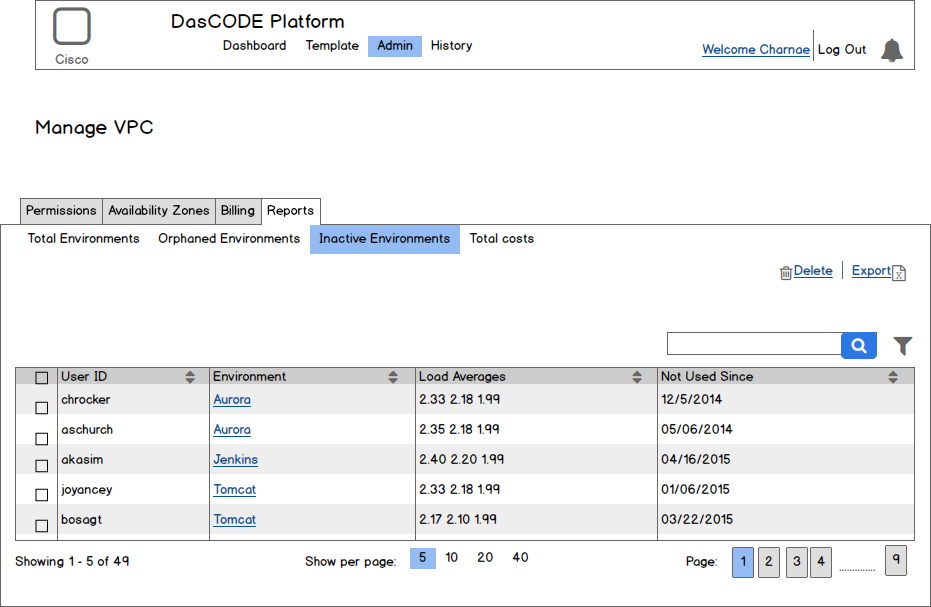 DasCODE Platform
Cisco
Dashboard Template Admin History
Welcome Charnae Log Out
Manage VPC
Permissions Availability Zones Billing Reports
Total Environments Orphaned Environments Inactive Environments Total costs
Delete Export X
User ID Environment Load Averages Not Used Since
chrocker Aurora 2.33 2.18 1.99 12/5/2014
aschurch Aurora 2.35 2.18 1.99 05/06/2014
akasim Jenkins 2.40 2.20 1.99 04/16/2015
joyancey Tomcat 2.33 2.18 1.99 01/06/2015
bosagt Tomcat 2.17 2.10 1.99 03/22/2015
Showing 1 - 5 of 49 Show per page: 5 10 20 40 Page: 1 2 3 4 .............. 9